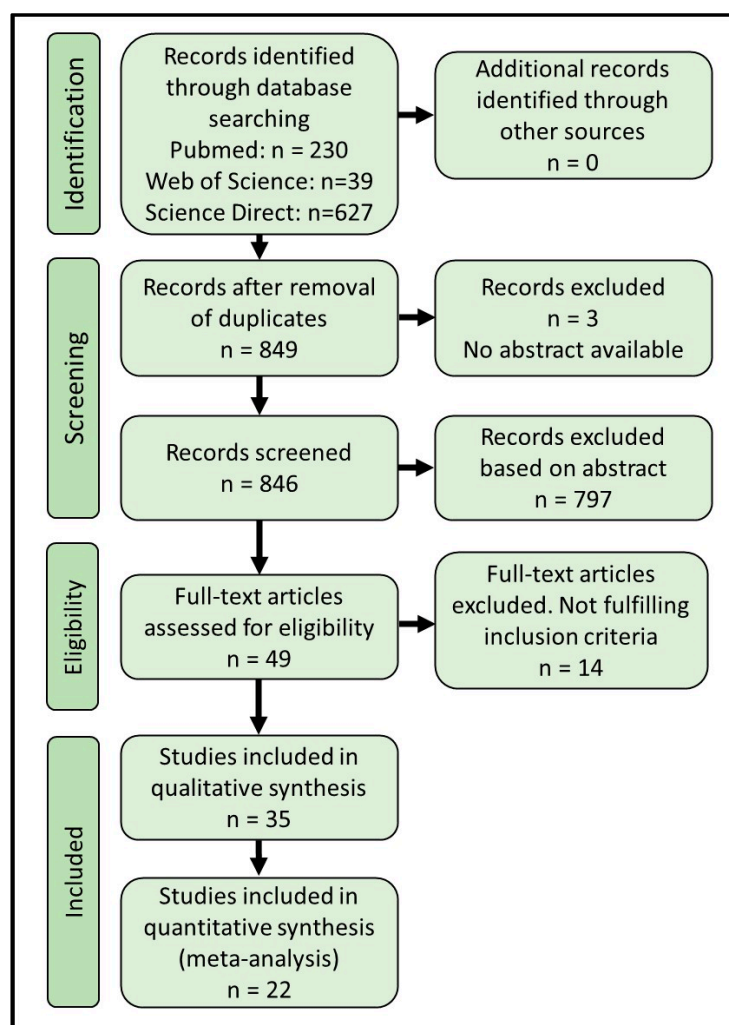 Identification
Records identified
through database
searching
Pubmed: n = 230
Web of Science: n=39
Science Direct: n=627
Additional records
identified through
other sources
n = 0
Screening
Records after removal
of duplicates
n = 849
Records excluded
n = 3
No abstract available
Records screened
n = 846
Records excluded
based on abstract
n = 797
Eligibility
Full-text articles
assessed for eligibility
n = 49
Full-text articles
excluded. Not fulfilling
inclusion criteria
n = 14
Included
Studies included in
qualitative synthesis
n = 35
Studies included in
quantitative synthesis
(meta-analysis)
n = 22